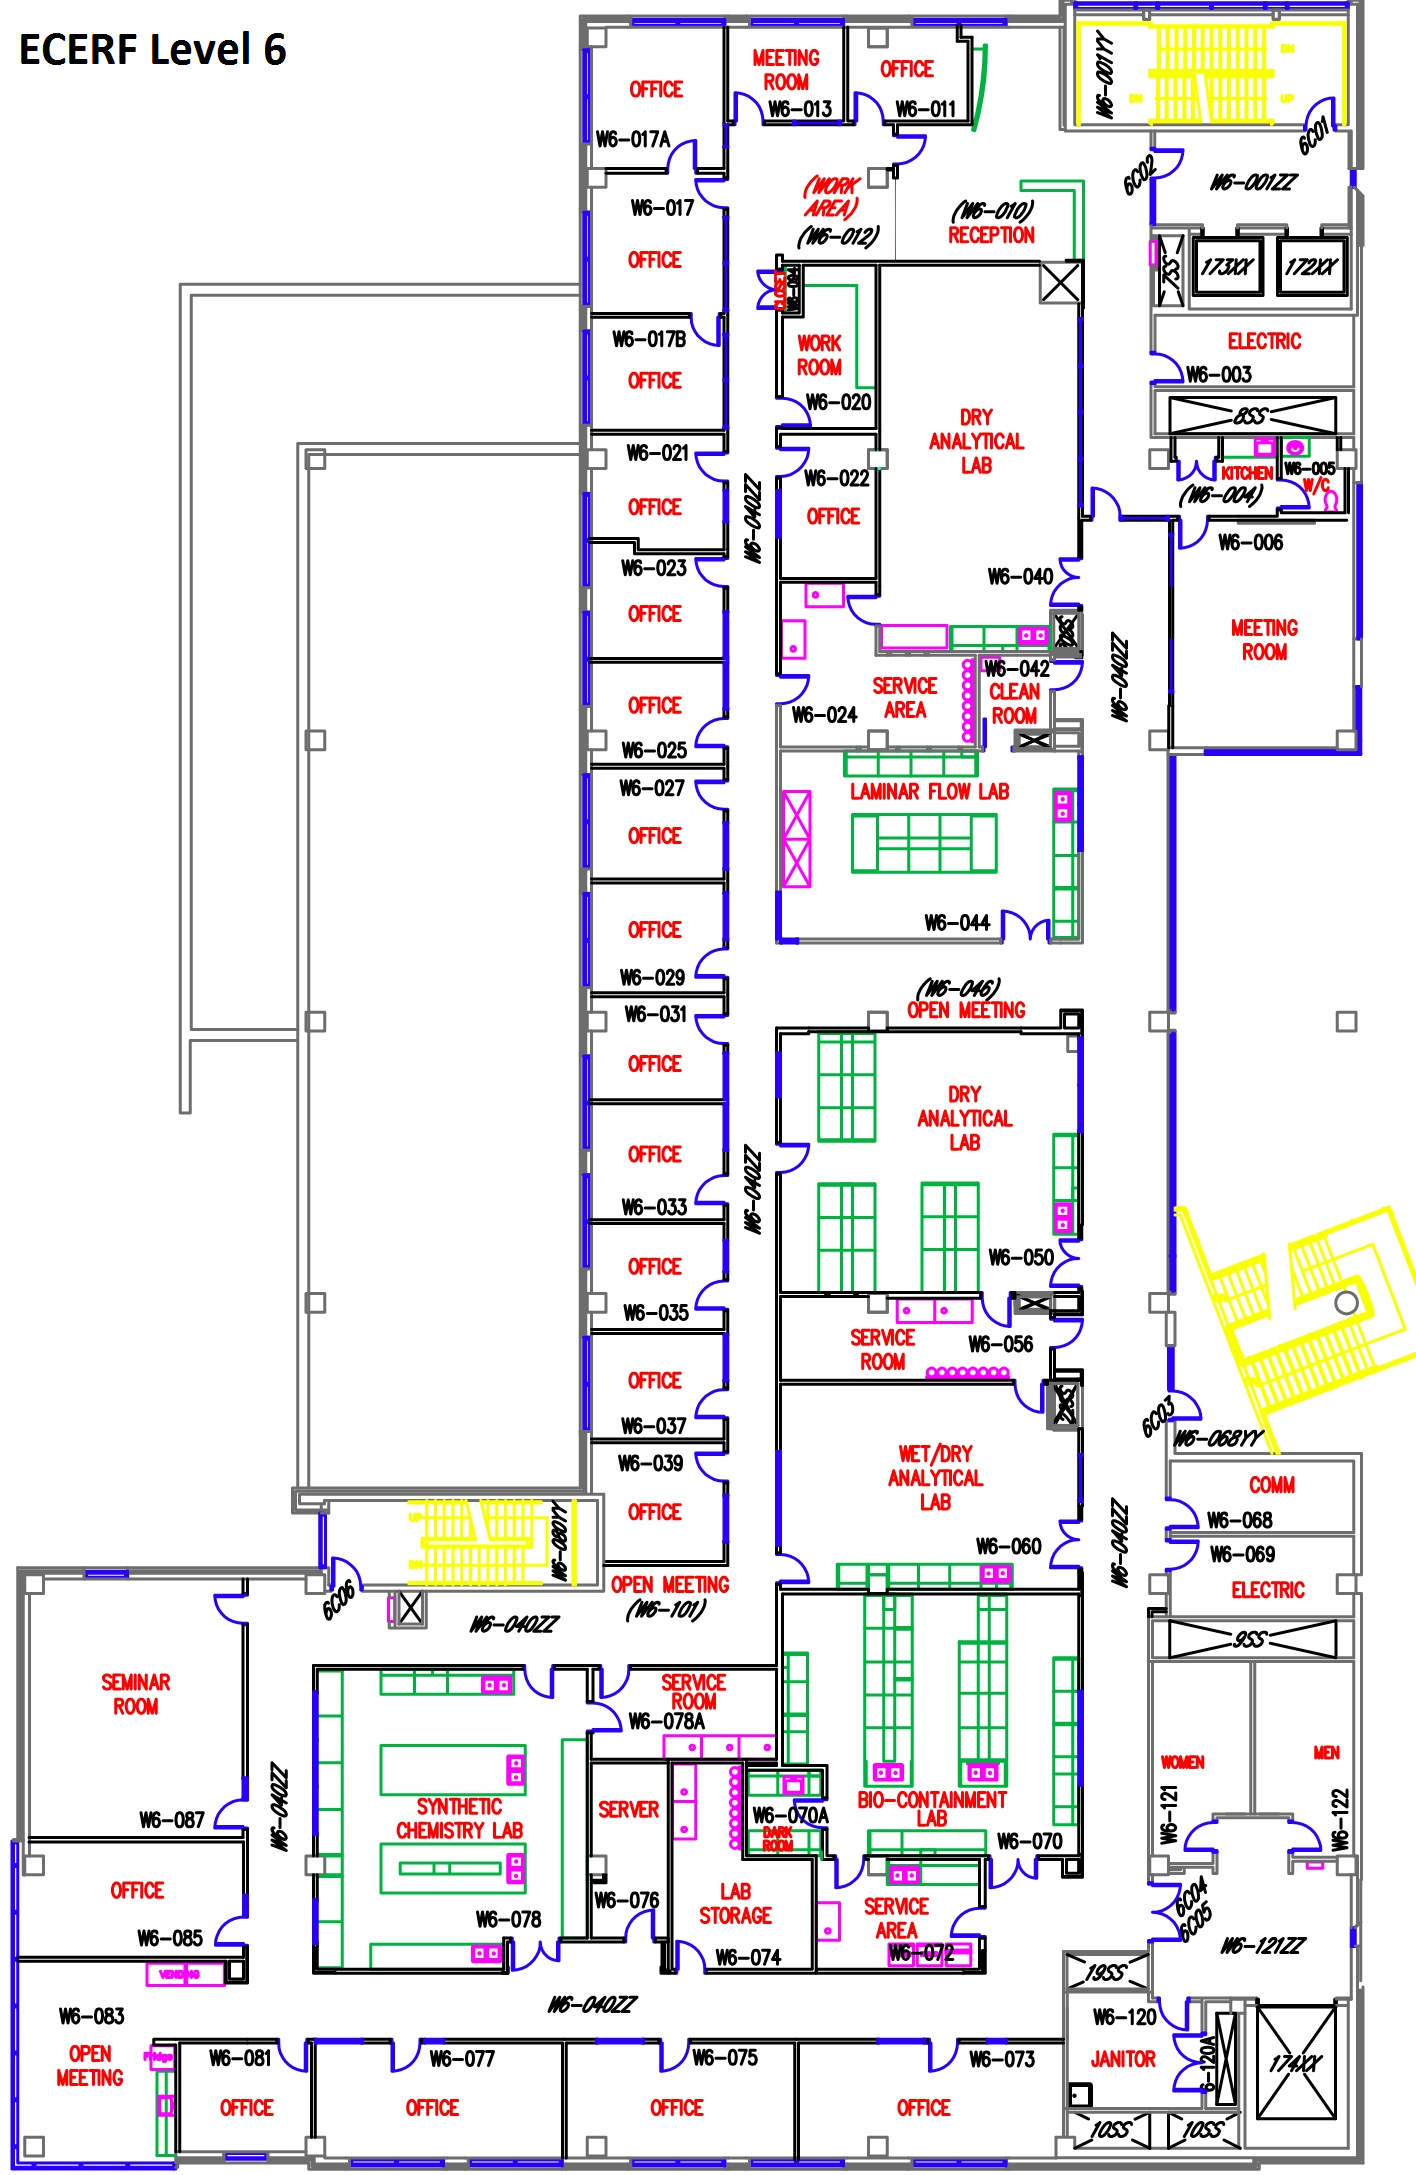 ECERF Level 6
OFFICE
W6-017A
MEETING
ROOM
W6-013
OFFICE
W6-011
W6-001YY
DN
DN
UP
6C01
6C02
W6-001ZZ
W6-017
OFFICE
(WORK
AREA)
(W6-012)
(W6-010)
RECEPTION
7SS
173XX
172XX
CLOSET
W6-094
W6-017B
OFFICE
WORK
ROOM
W6-020
ELECTRIC
W6-003
8SS
DRY
ANALYTICAL
LAB
W6-040
W6-021
OFFICE
W6-040ZZ
W6-022
OFFICE
KITCHEN
(W6-004)
W6-005
W/C
W6-006
MEETING
ROOM
W6-023
OFFICE
W6-040ZZ
OFFICE
W6-025
W6-024
SERVICE
AREA
W6-042
CLEAN
ROOM
W6-027
OFFICE
LAMINAR FLOW LAB
W6-044
OFFICE
W6-029
(W6-046)
OPEN MEETING
W6-031
OFFICE
DRY
ANALYTICAL
LAB
W6-050
OFFICE
W6-033
W6-040ZZ
OFFICE
W6-035
SERVICE
ROOM
W6-056
OFFICE
W6-037
6C03
W6-068YY
W6-039
OFFICE
WET/DRY
ANALYTICAL
LAB
W6-060
W6-040ZZ
COMM
W6-068
W6-069
ELECTRIC
9SS
UP
DN
W6-080YY
6C06
OPEN MEETING
(W6-101)
W6-040ZZ
SEMINAR
ROOM
W6-087
W6-040ZZ
SERVICE
ROOM
W6-078A
SYNTHETIC
CHEMISTRY LAB
W6-078
SERVER
W6-076
LAB
STORAGE
W6-074
W6-070A
DARK
ROOM
BIO-CONTAINMENT
LAB
W6-070
WOMEN
W6-121
MEN
W6-122
OFFICE
W6-085
SERVICE
AREA
W6-072
6C04
6C05
W6-121ZZ
VENDING
W6-083
OPEN
MEETING
Fridge
W6-040ZZ
19SS
W6-120
JANITOR
6-120A
174XX
W6-081
OFFICE
W6-077
OFFICE
W6-075
OFFICE
W6-073
OFFICE
10SS
10SS